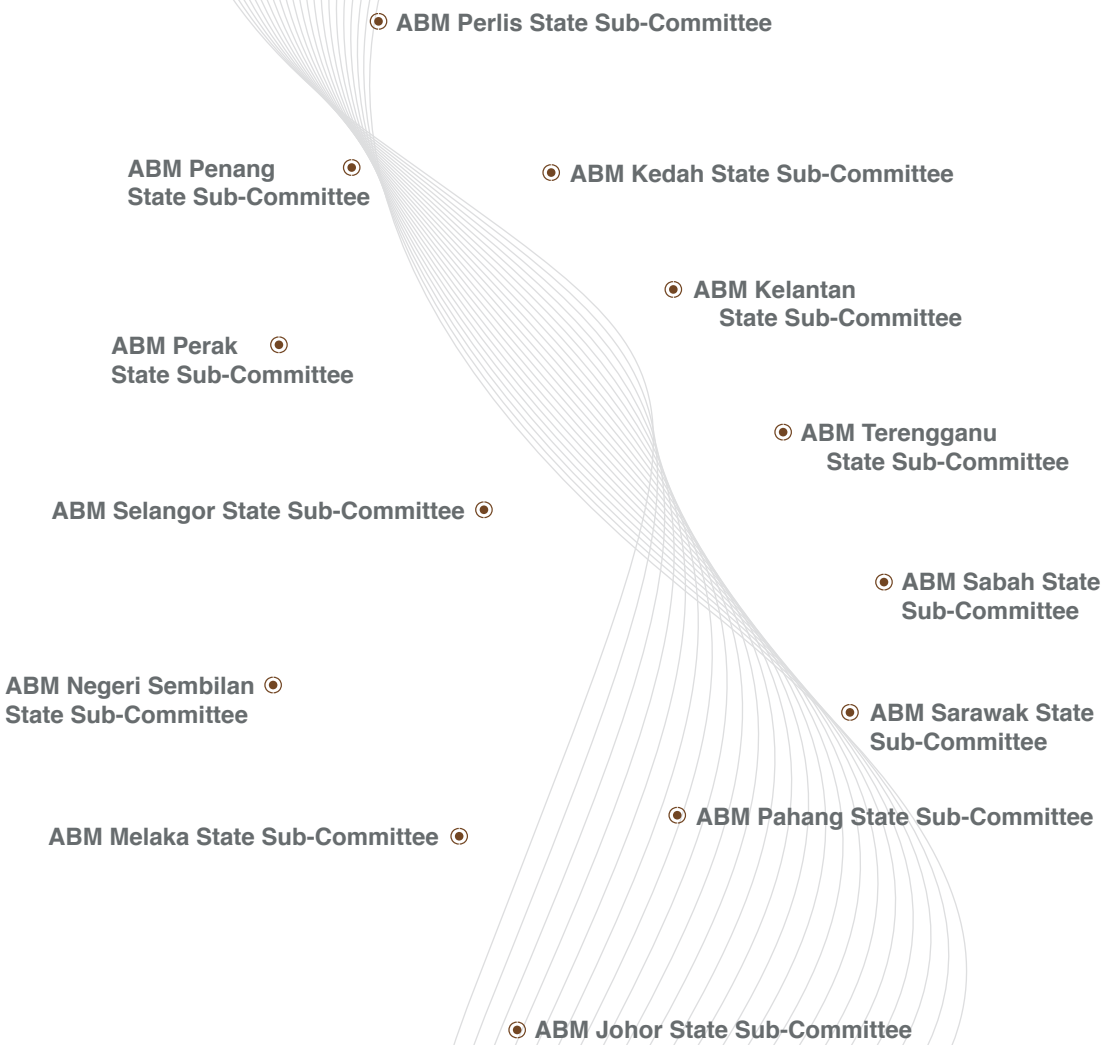 ABM Perlis State Sub-Committee
ABM Penang
State Sub-Committee
ABM Kedah State Sub-Committee
ABM Kelantan
State Sub-Committee
ABM Perak
State Sub-Committee
ABM Terengganu
State Sub-Committee
ABM Selangor State Sub-Committee
ABM Sabah State
Sub-Committee
ABM Negeri Sembilan
State Sub-Committee
ABM Sarawak State
Sub-Committee
ABM Pahang State Sub-Committee
ABM Melaka State Sub-Committee
ABM Johor State Sub-Committee